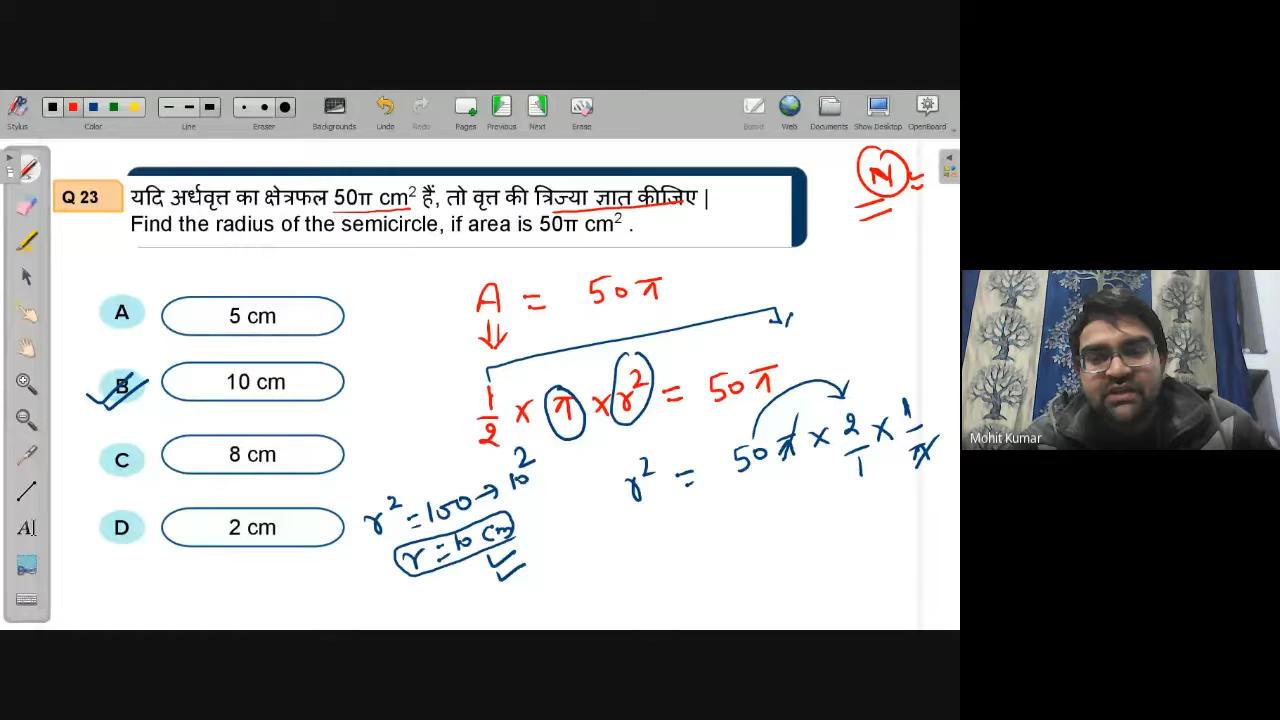 Stylus
Color
Line
Eraser
Backgrounds
Undo
Redo
Pages
Previous
Next
Erase
Board
Web
Documents
Show Desktop
OpenBoard
N =
Q 23
यदि अर्धवृत्त का क्षेत्रफल 50π cm² हैं, तो वृत्त की त्रिज्या ज्ञात कीजिए |
Find the radius of the semicircle, if area is 50π cm² .
A
5 cm
B
10 cm
C
8 cm
D
2 cm
A = 50π
1/2 × π × r² = 50π
r² = 50π × 2/1 × 1/π
r² = 100 → 10²
r = 10 cm
Mohit Kumar
AI